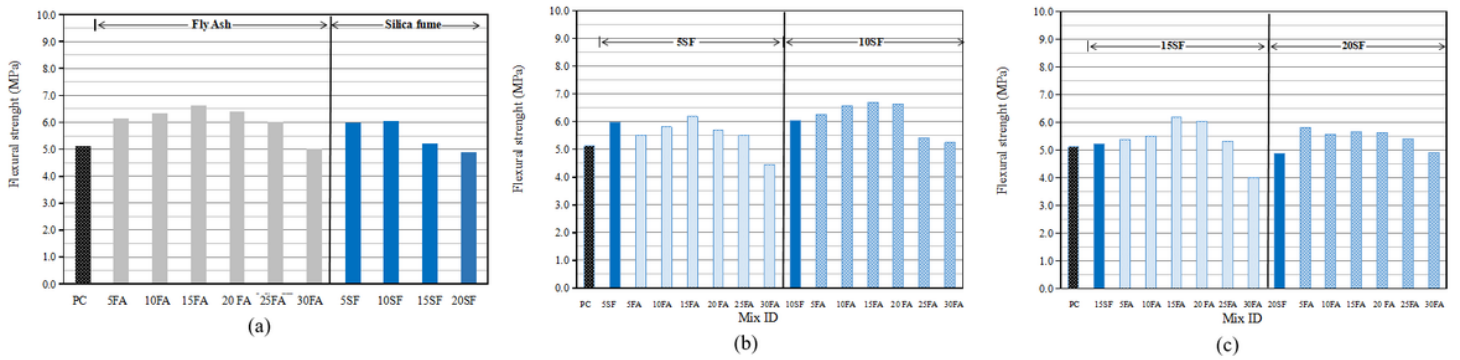 10.0
9.0
8.0
7.0
6.0
5.0
4.0
3.0
2.0
1.0
0.0
Flexural strenght (MPa)
Fly Ash
Silica fume
PC 5FA 10FA 15FA 20 FA 25FA 30FA 5SF 10SF 15SF 20SF
(a)
10.0
9.0
8.0
7.0
6.0
5.0
4.0
3.0
2.0
1.0
0.0
Flexural strenght (MPa)
5SF
10SF
PC 5SF 5FA 10FA 15FA 20 FA 25FA 30FA 10SF 5FA 10FA 15FA 20 FA 25FA 30FA
Mix ID
(b)
10.0
9.0
8.0
7.0
6.0
5.0
4.0
3.0
2.0
1.0
0.0
Flexural strenght (MPa)
15SF
20SF
PC 15SF 5FA 10FA 15FA 20 FA 25FA 30FA 20SF 5FA 10FA 15FA 20 FA 25FA 30FA
Mix ID
(c)